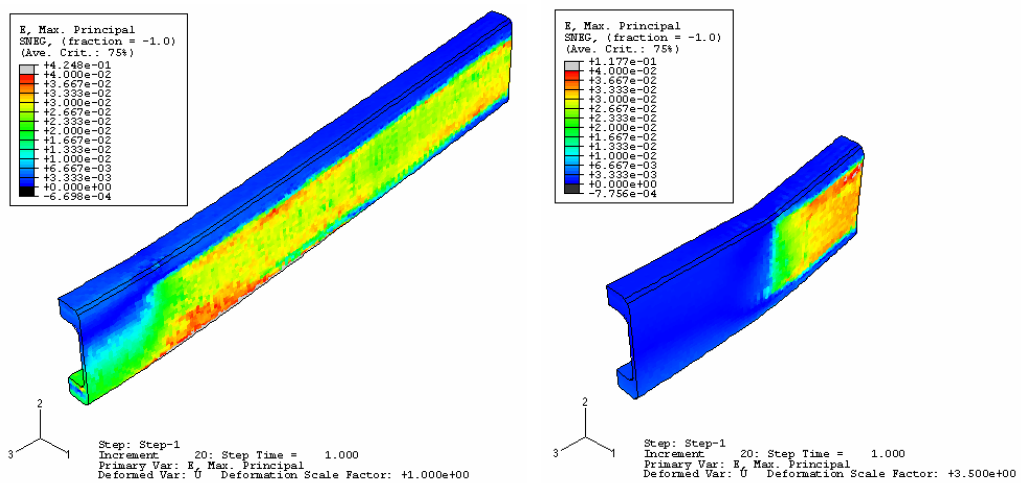 E, Max. Principal
SNEG, (fraction = -1.0)
(Ave. Crit.: 75%)
+4.248e-01
+4.000e-02
+3.667e-02
+3.333e-02
+3.000e-02
+2.667e-02
+2.333e-02
+2.000e-02
+1.667e-02
+1.333e-02
+1.000e-02
+6.667e-03
+3.333e-03
+0.000e+00
-6.698e-04
2
3
1
Step: Step-1
Increment 20: Step Time = 1.000
Primary Var: E, Max. Principal
Deformed Var: U Deformation Scale Factor: +1.000e+00
E, Max. Principal
SNEG, (fraction = -1.0)
(Ave. Crit.: 75%)
+1.177e-01
+4.000e-02
+3.667e-02
+3.333e-02
+3.000e-02
+2.667e-02
+2.333e-02
+2.000e-02
+1.667e-02
+1.333e-02
+1.000e-02
+6.667e-03
+3.333e-03
+0.000e+00
-7.756e-04
2
3
1
Step: Step-1
Increment 20: Step Time = 1.000
Primary Var: E, Max. Principal
Deformed Var: U Deformation Scale Factor: +3.500e+00